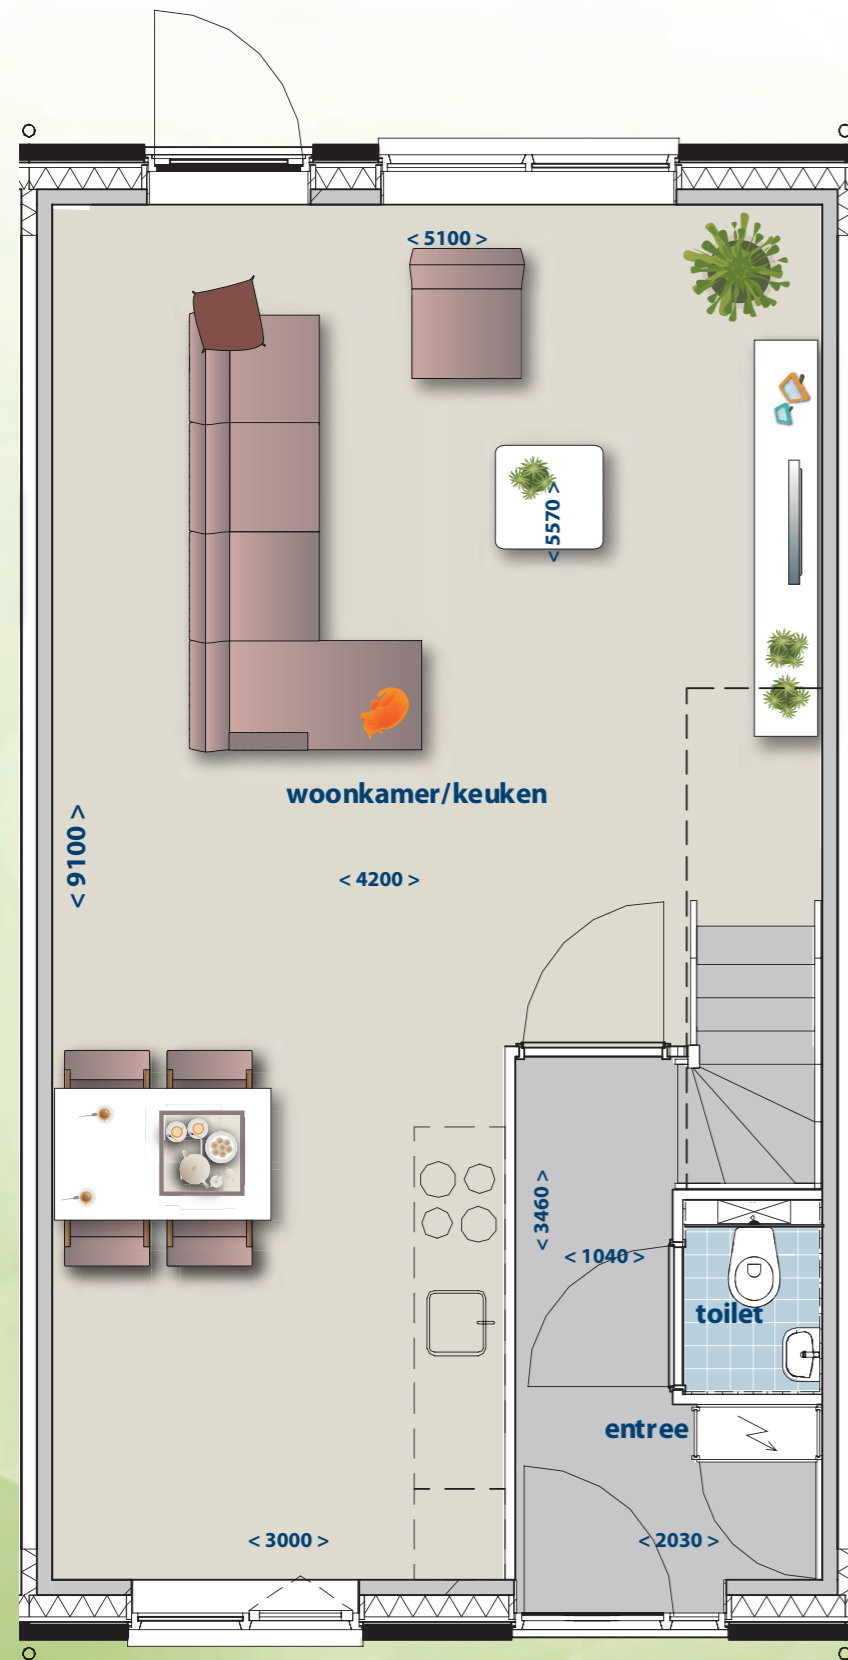 < 5100 >
< 5570 >
woonkamer/keuken
< 9100 >
< 4200 >
< 3460 >
< 1040 >
toilet
entree
< 3000 >
< 2030 >